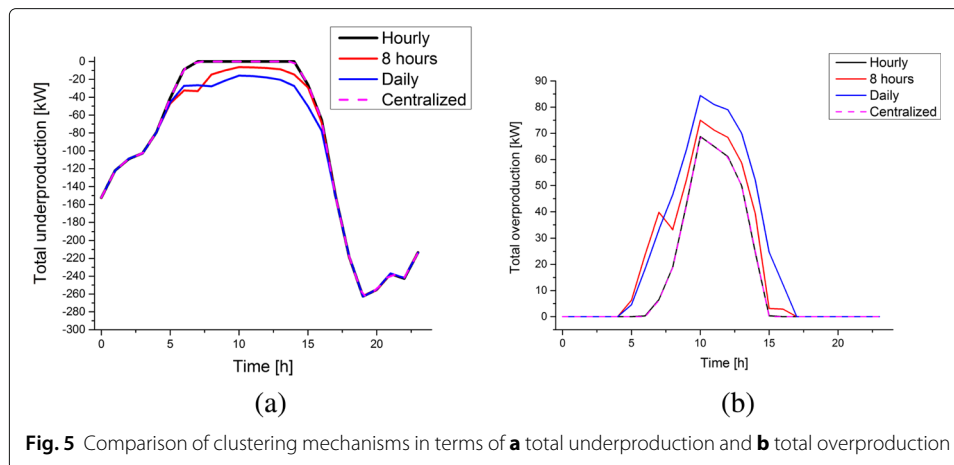 Hourly
8 hours
Daily
Centralized
Total underproduction [kW]
0
-20
-40
-60
-80
-100
-120
-140
-160
-180
-200
-220
-240
-260
-280
-300
0 5 10 15 20
Time [h]
(a)
Hourly
8 hours
Daily
Centralized
Total overproduction [kW]
90
80
70
60
50
40
30
20
10
0
0 5 10 15 20
Time [h]
(b)
Fig. 5 Comparison of clustering mechanisms in terms of a total underproduction and b total overproduction